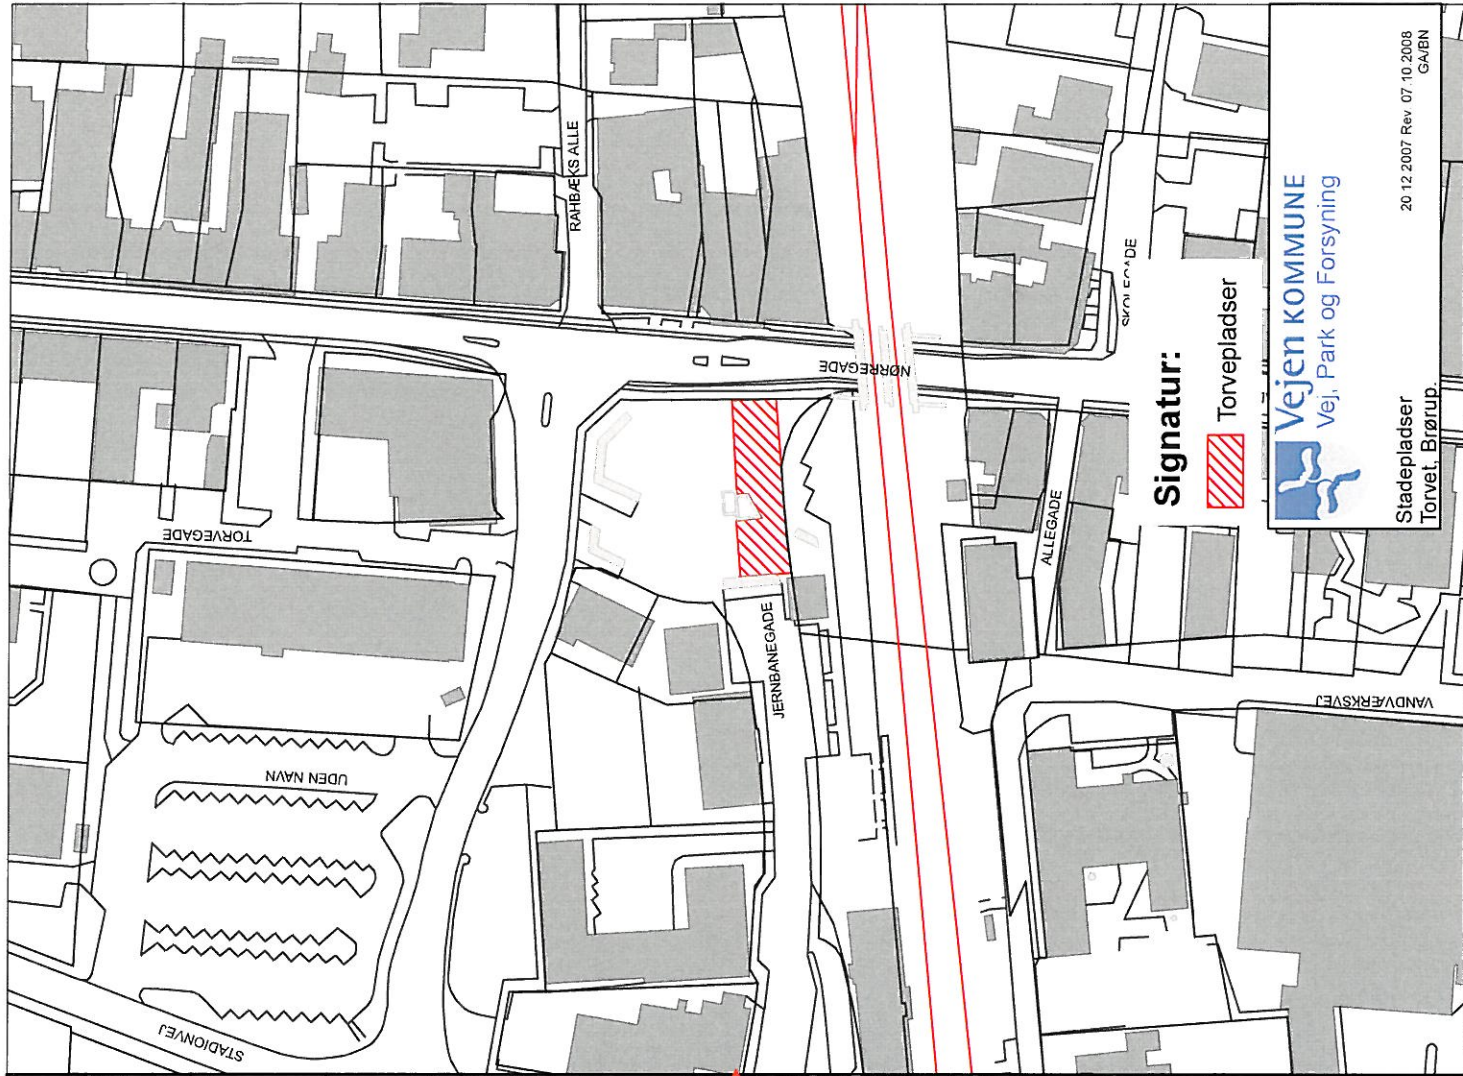 RAHBÆKS ALLE
NØRREGADE
TORVEGADE
UDEN NAVN
STADIONVEJ
JERNBANEGADE
SKOLEGADE
ALLEGADE
VANDVÆRKSVEJ
Signatur:
Torvepladser
Vejen KOMMUNE
Vej, Park og Forsyning
Stadepladser
Torvet, Brørup.
20 12 2007 Rev 07.10.2008
GA/BN